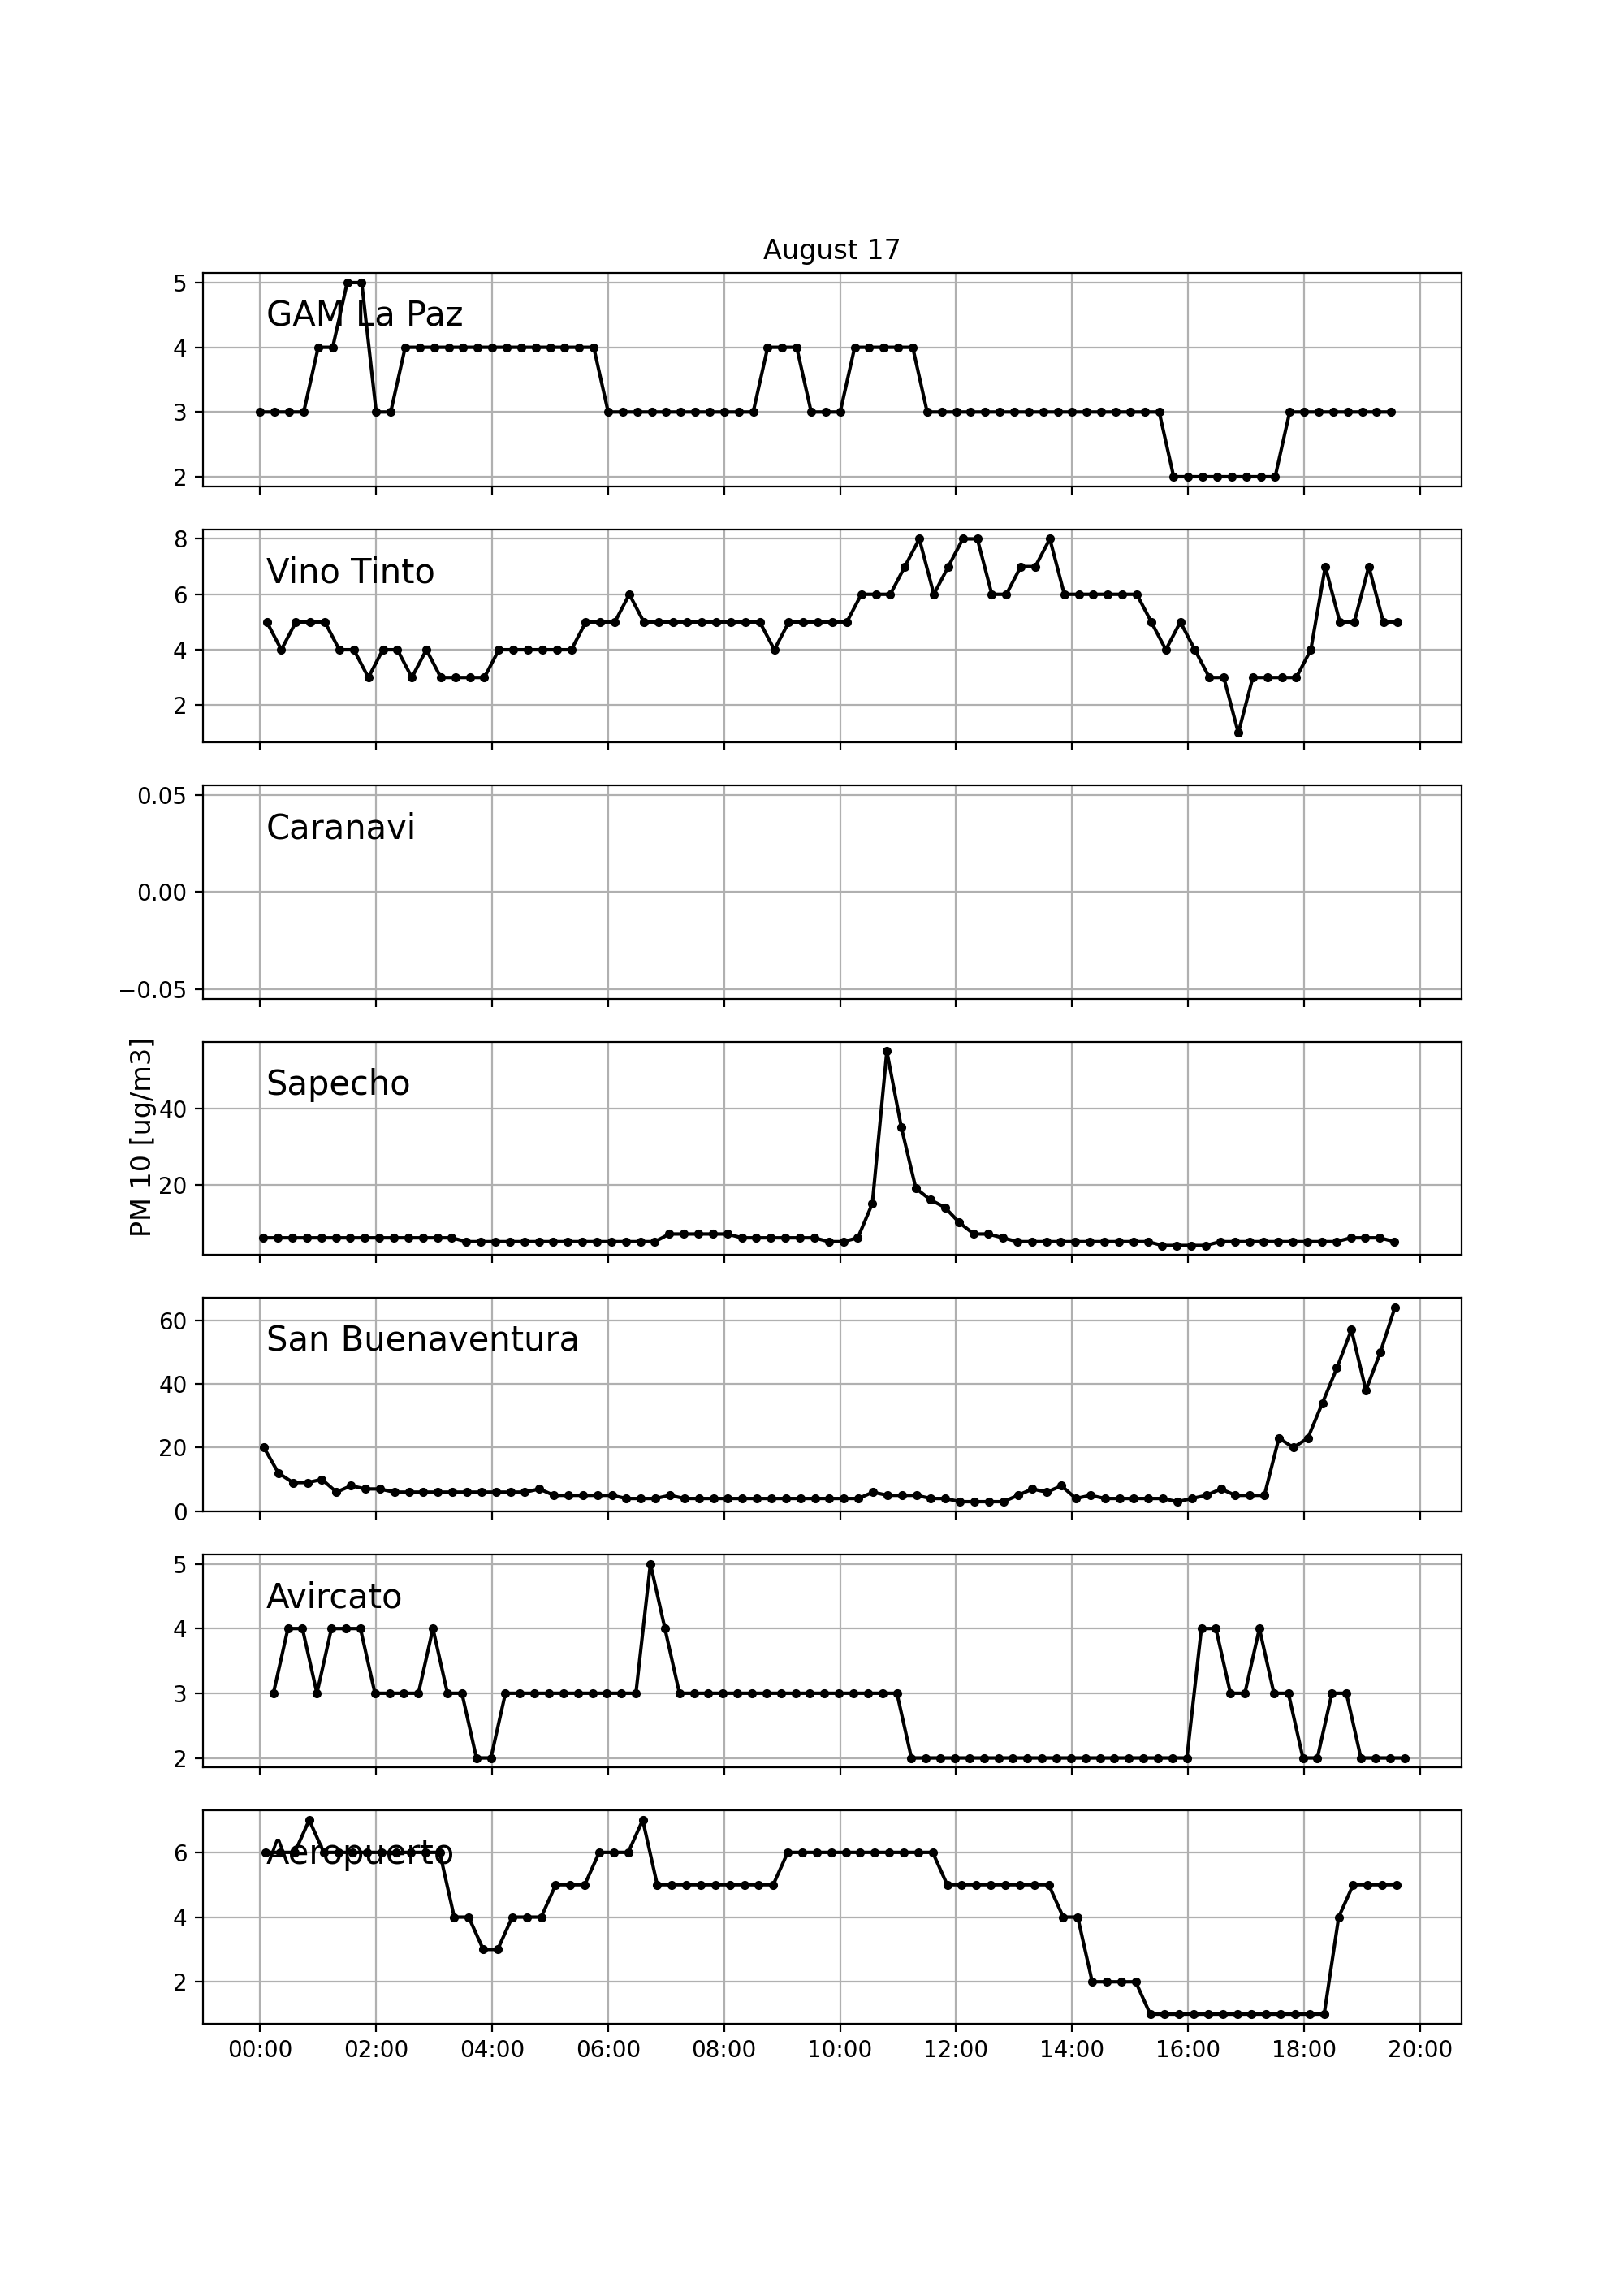 August 17
5
GAM La Paz
4
3
2
8
Vino Tinto
6
4
2
0.05
Caranavi
0.00
−0.05
PM 10 [ug/m3]
Sapecho
40
20
60
San Buenaventura
40
20
0
5
Avircato
4
3
2
6
Aeropuerto
4
2
00:00 02:00 04:00 06:00 08:00 10:00 12:00 14:00 16:00 18:00 20:00